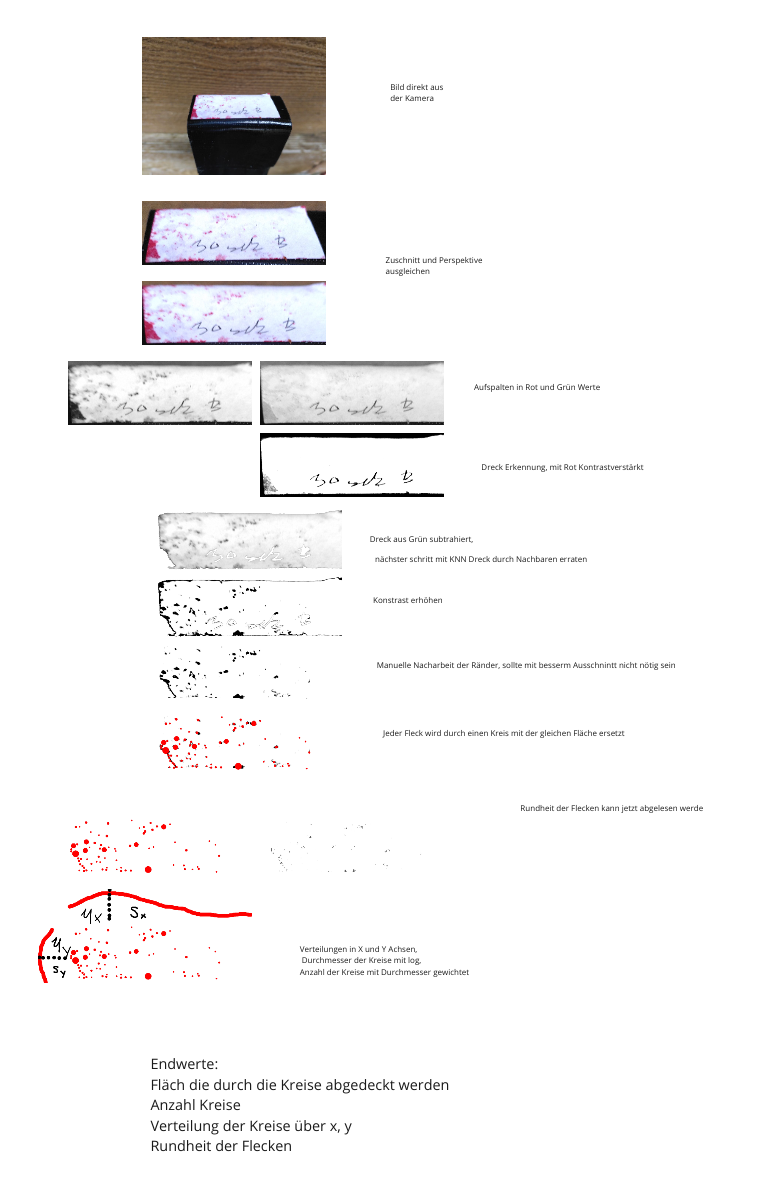 Bild direkt aus
der Kamera
Zuschnitt und Perspektive
ausgleichen
Aufspalten in Rot und Grün Werte
Dreck Erkennung, mit Rot Kontrastverstärkt
Dreck aus Grün subtrahiert,
nächster schritt mit KNN Dreck durch Nachbaren erraten
Konstrast erhöhen
Manuelle Nacharbeit der Ränder, sollte mit besserm Ausschnintt nicht nötig sein
Jeder Fleck wird durch einen Kreis mit der gleichen Fläche ersetzt
Rundheit der Flecken kann jetzt abgelesen werde
Verteilungen in X und Y Achsen,
Durchmesser der Kreise mit log,
Anzahl der Kreise mit Durchmesser gewichtet
Endwerte:
Fläch die durch die Kreise abgedeckt werden
Anzahl Kreise
Verteilung der Kreise über x, y
Rundheit der Flecken